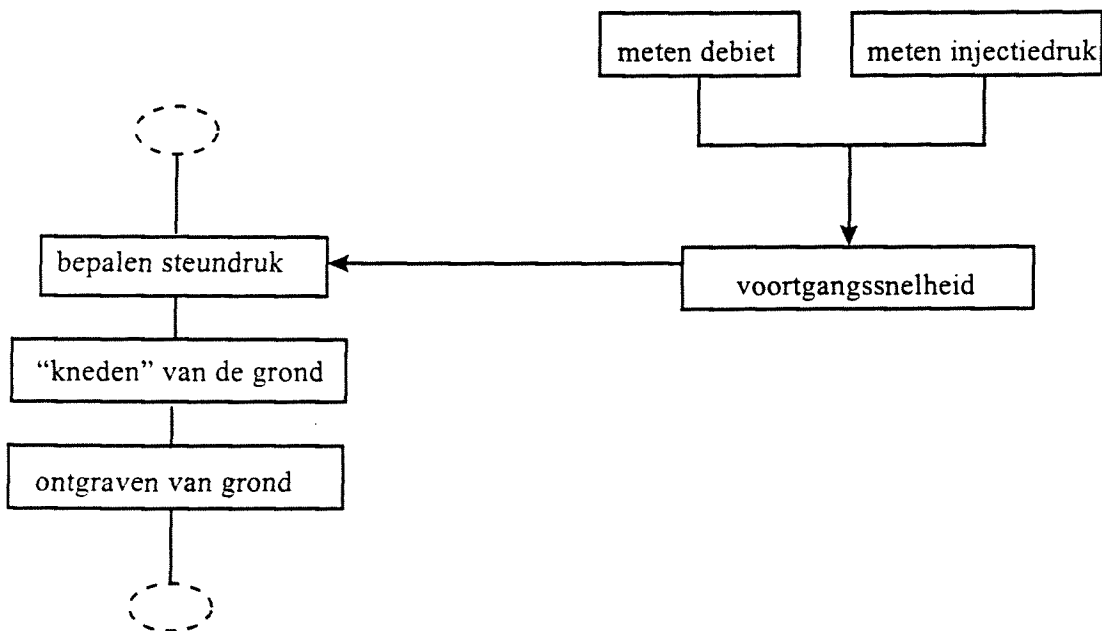 meten debiet
meten injectiedruk
bepalen steundruk
voortgangssnelheid
“kneden” van de grond
ontgraven van grond